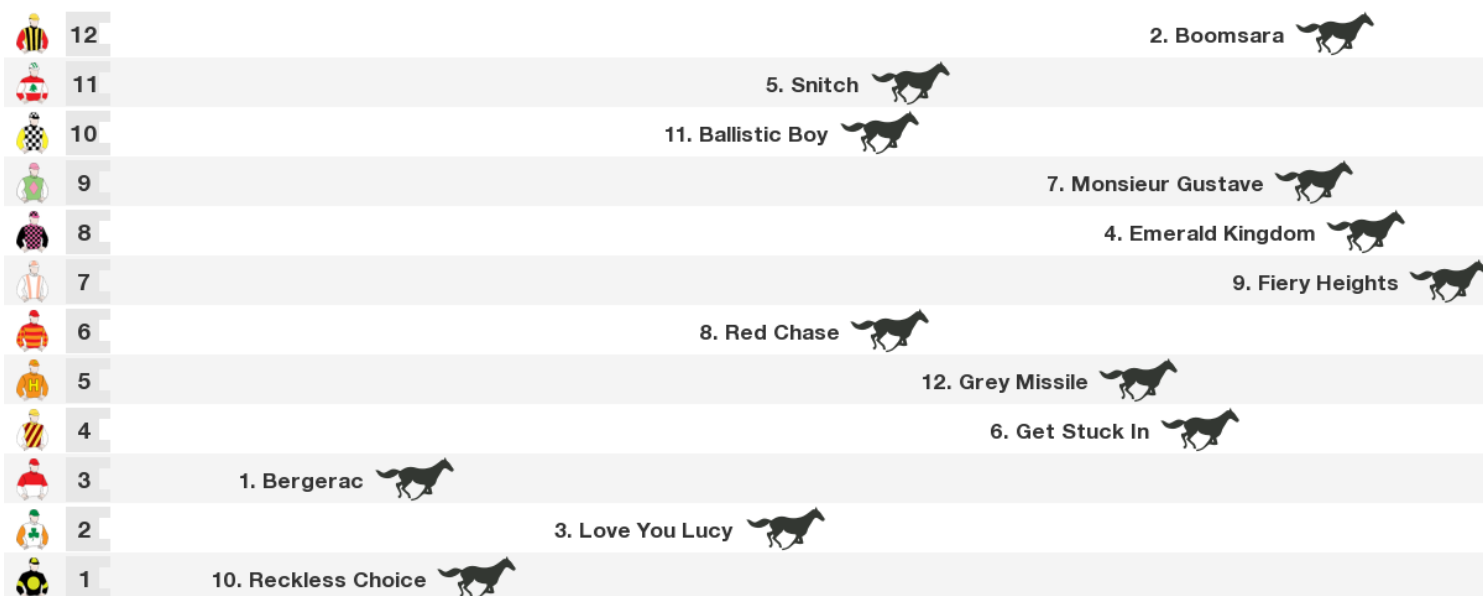 12 2. Boomsara
11 5. Snitch
10 11. Ballistic Boy
9 7. Monsieur Gustave
8 4. Emerald Kingdom
7 9. Fiery Heights
6 8. Red Chase
H 5 12. Grey Missile
4 6. Get Stuck In
3 1. Bergerac
2 3. Love You Lucy
1 10. Reckless Choice